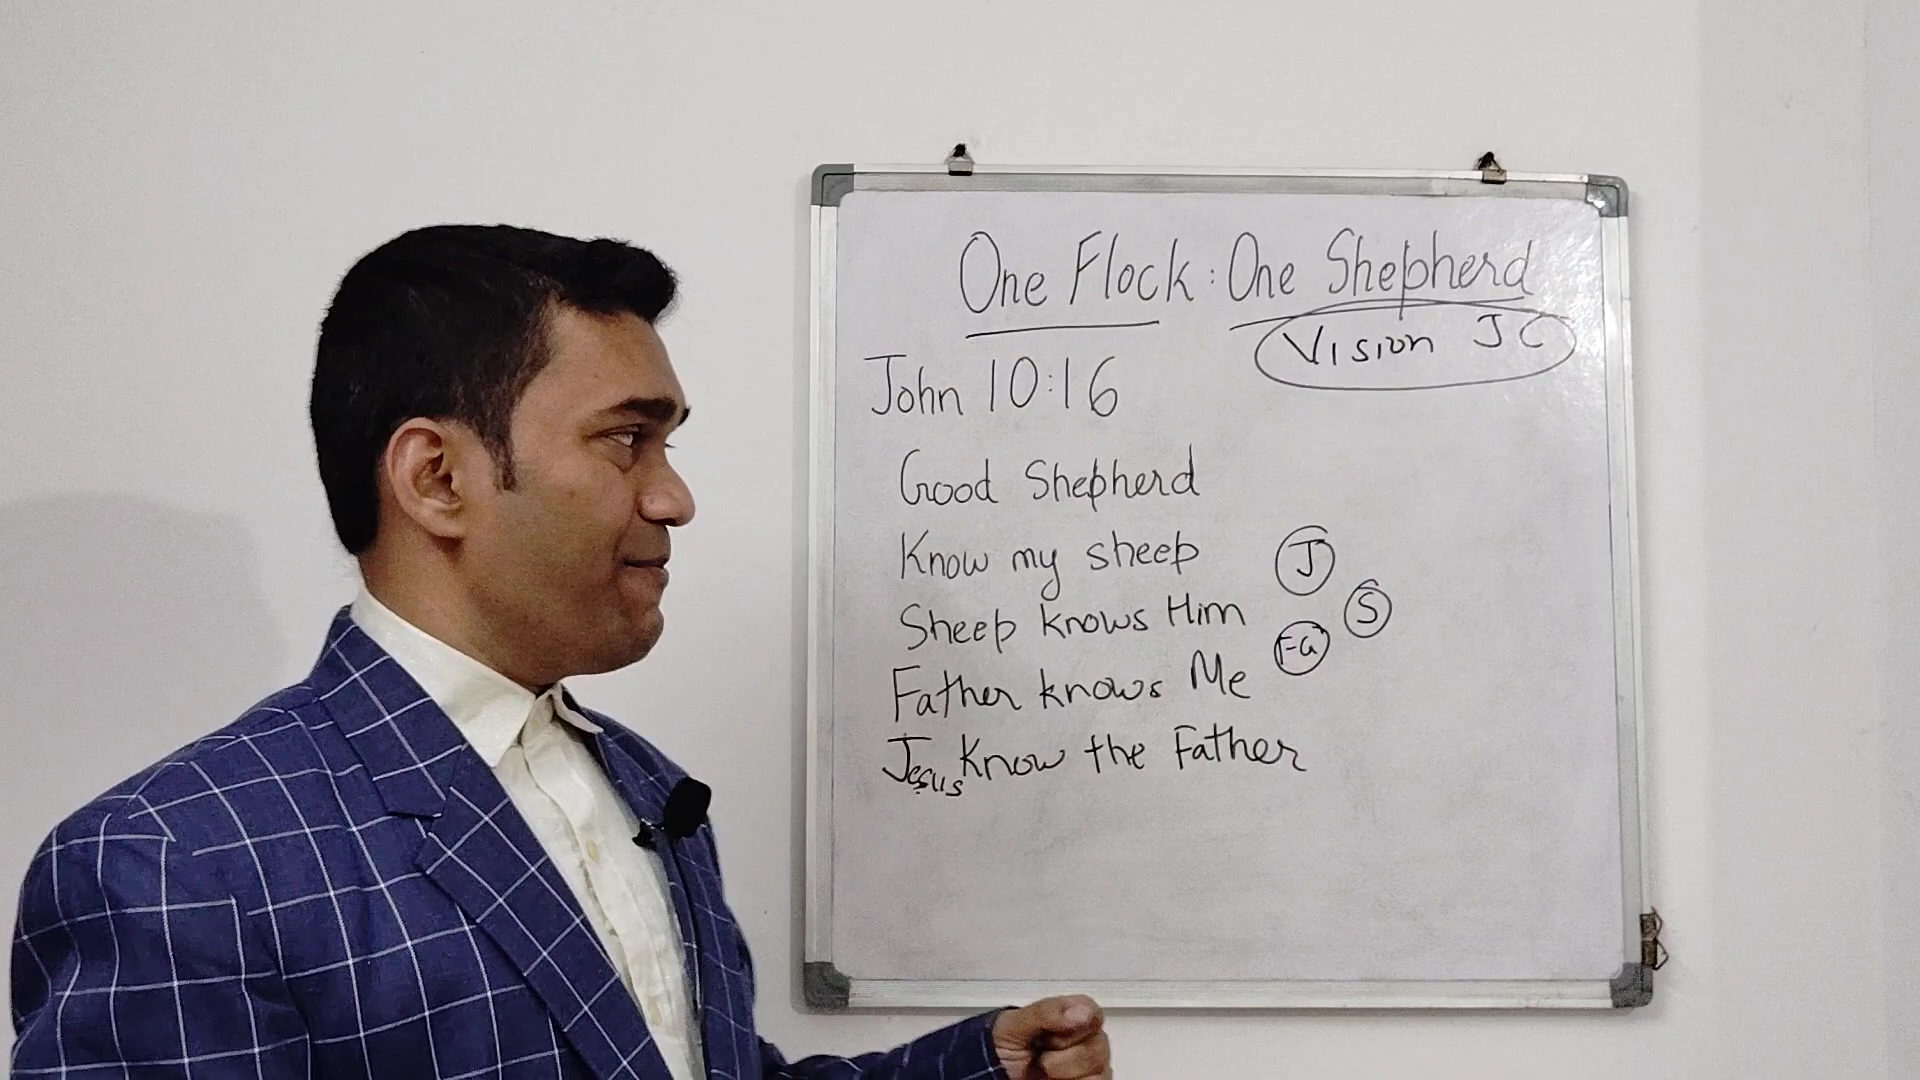 One Flock : One Shepherd
Vision J C
John 10:16
Good Shepherd
Know my sheep
J
Sheep knows Him
S
Father knows Me
Jesus Know the Father